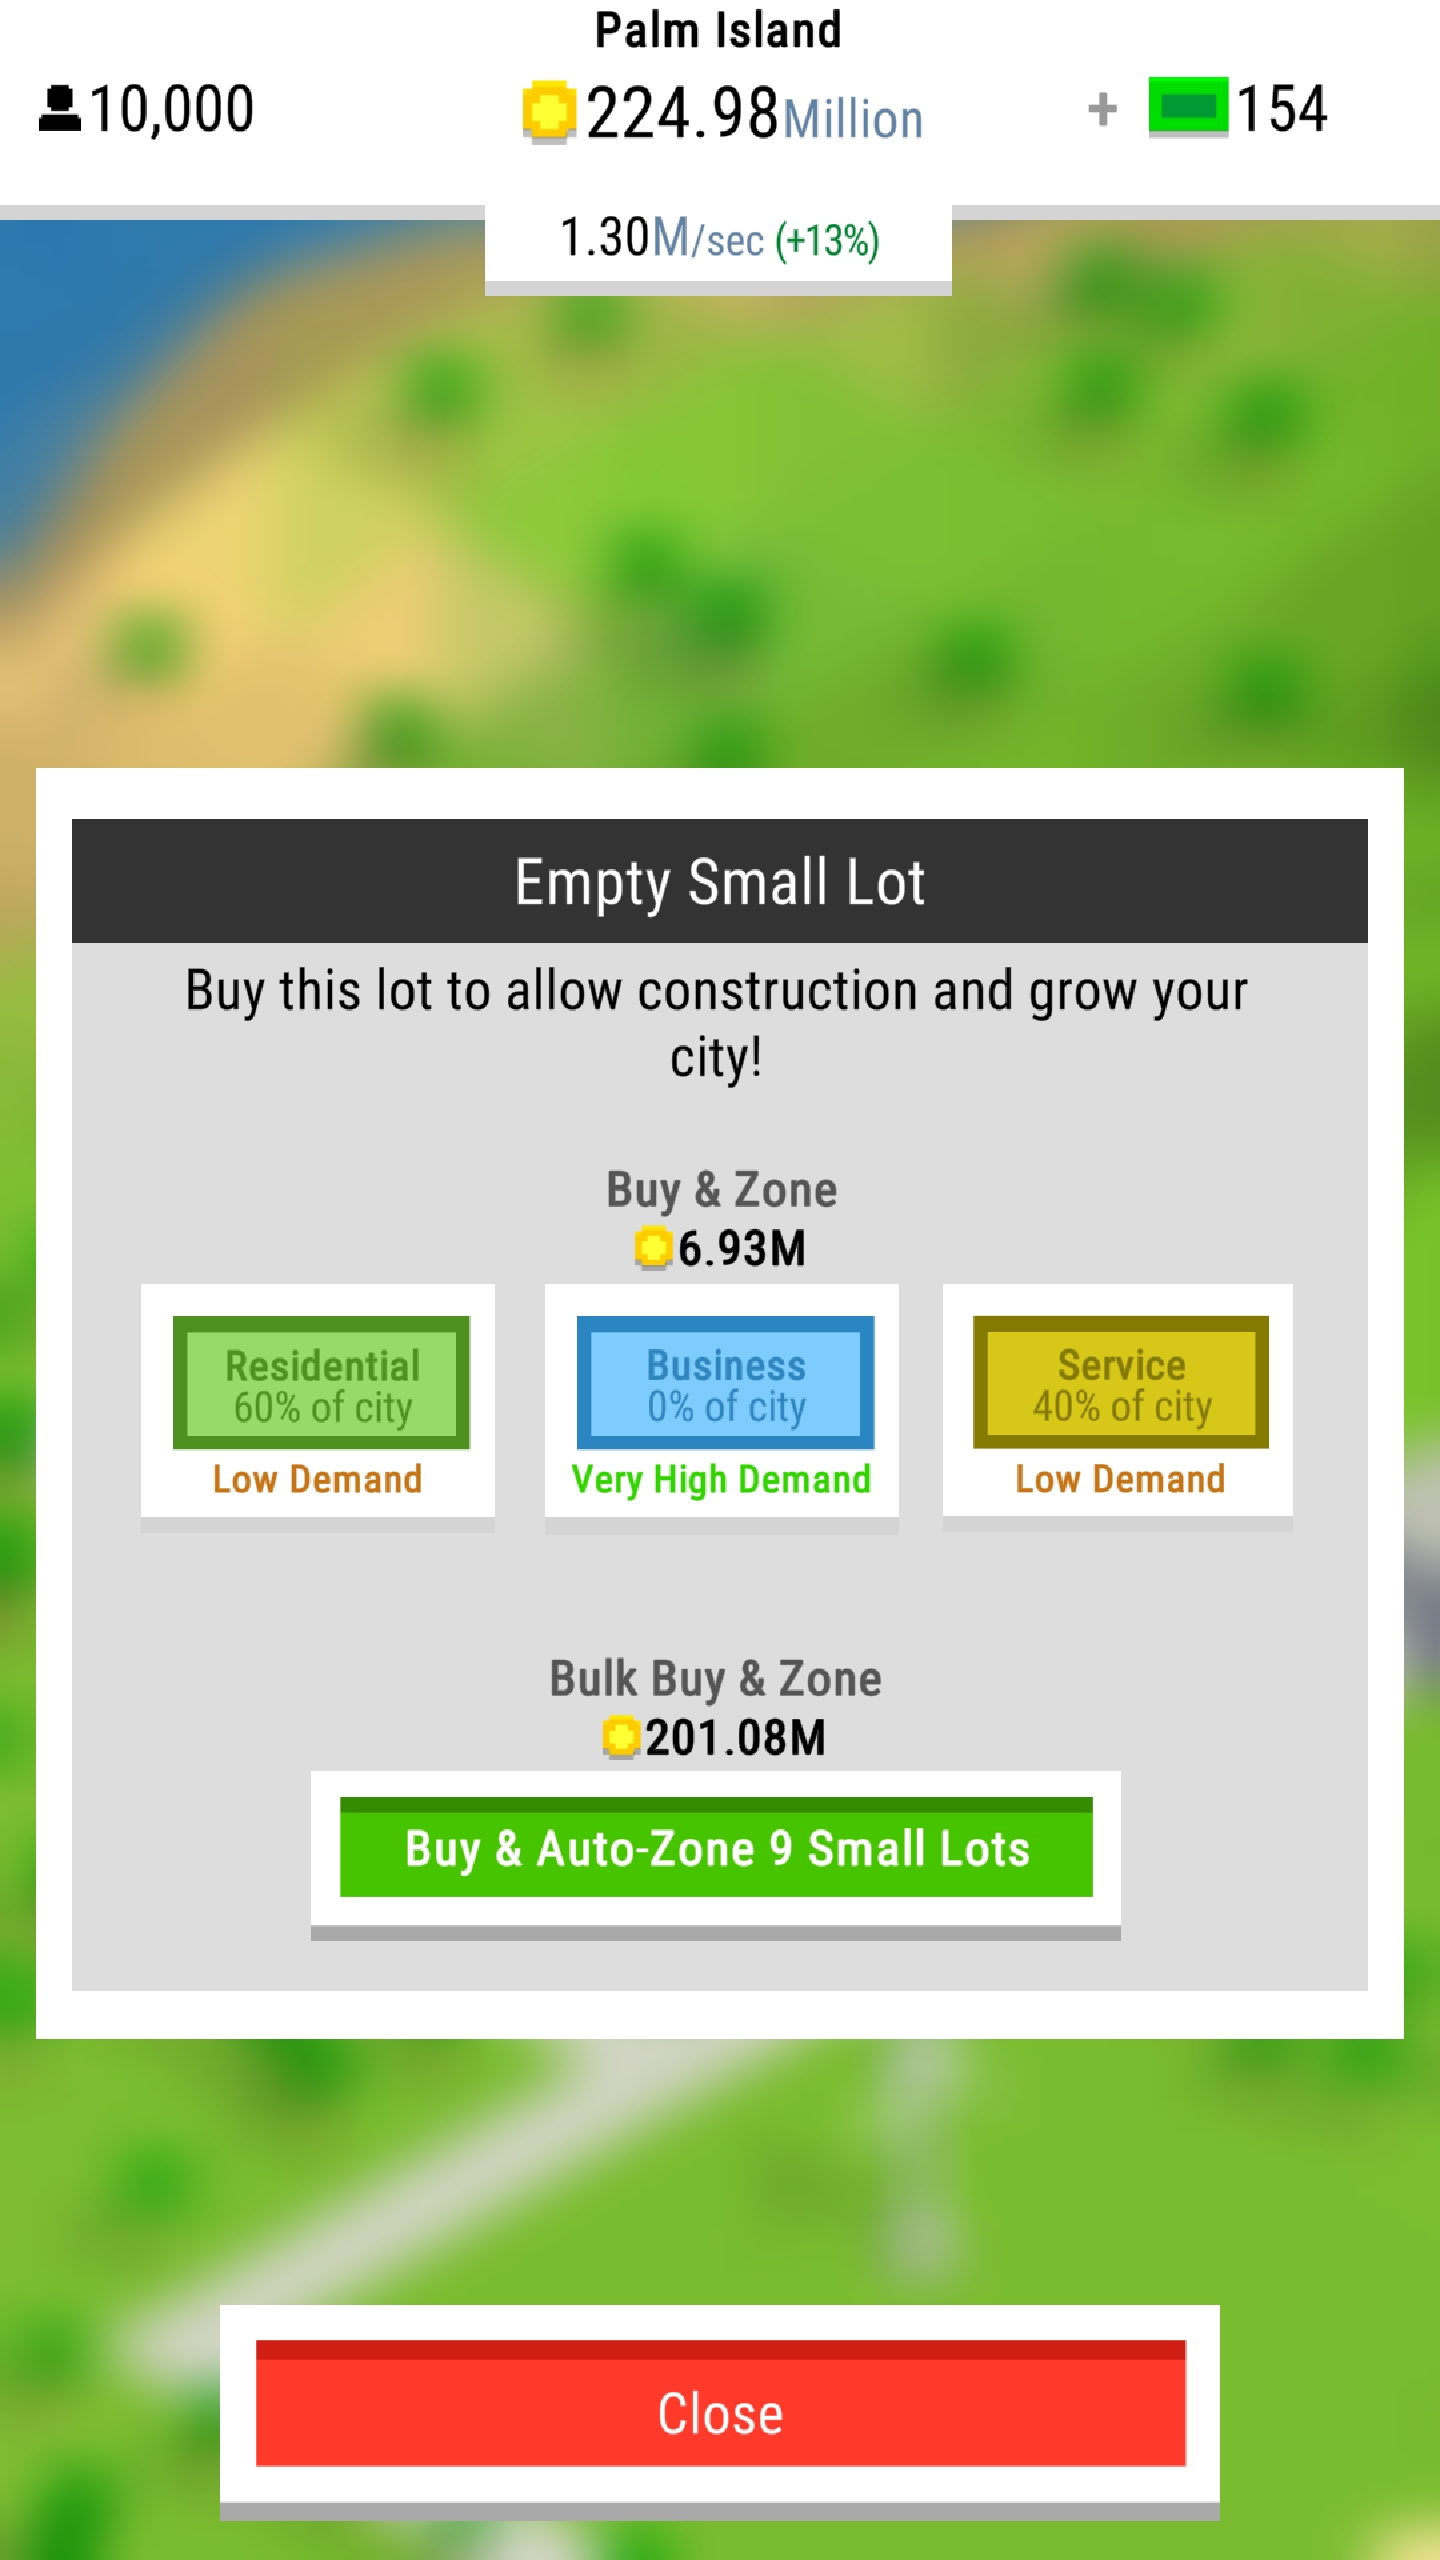 Palm Island
10,000
224.98Million
+ 154
1.30M/sec (+13%)
Empty Small Lot
Buy this lot to allow construction and grow your
city!
Buy & Zone
6.93M
Residential
60% of city
Low Demand
Business
0% of city
Very High Demand
Service
40% of city
Low Demand
Bulk Buy & Zone
201.08M
Buy & Auto-Zone 9 Small Lots
Close